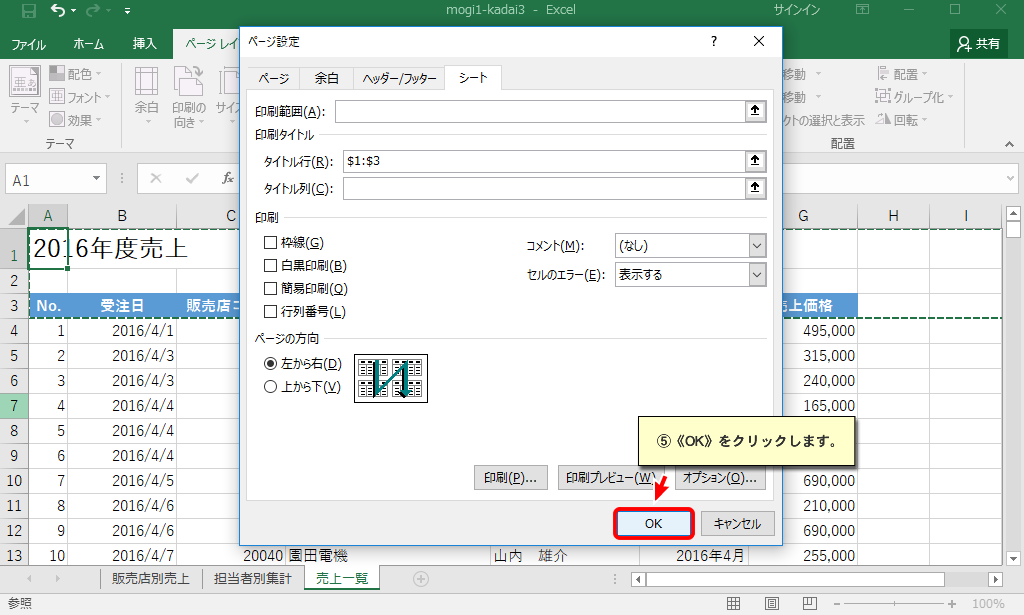 mogi1-kadai3 - Excel
サインイン
ファイル ホーム 挿入 ページ レイ
共有
テーマ
配色
フォント
効果
テーマ
余白
印刷の
向き
サイズ
移動
移動
クトの選択と表示
配置
グループ化
回転
配置
A1
fx
A B C G H I
1 2016年度売上
2
3 No. 受注日 販売店コ 売上価格
4 1 2016/4/1 495,000
5 2 2016/4/3 315,000
6 3 2016/4/3 240,000
7 4 2016/4/4 165,000
8 5 2016/4/4
9 6 2016/4/4
10 7 2016/4/5 690,000
11 8 2016/4/6 210,000
12 9 2016/4/6 690,000
13 10 2016/4/7 20040 園田電機 山内 雄介 2016年4月 255,000
ページ設定
?
ページ 余白 ヘッダー/フッター シート
印刷範囲(A):
印刷タイトル
タイトル行(R): $1:$3
タイトル列(C):
印刷
枠線(G)
白黒印刷(B)
簡易印刷(Q)
行列番号(L)
コメント(M): (なし)
セルのエラー(E): 表示する
ページの方向
左から右(D)
上から下(V)
⑤《OK》をクリックします。
印刷(P)... 印刷プレビュー(W) オプション(O)...
OK キャンセル
販売店別売上 担当者別集計 売上一覧
参照
100%